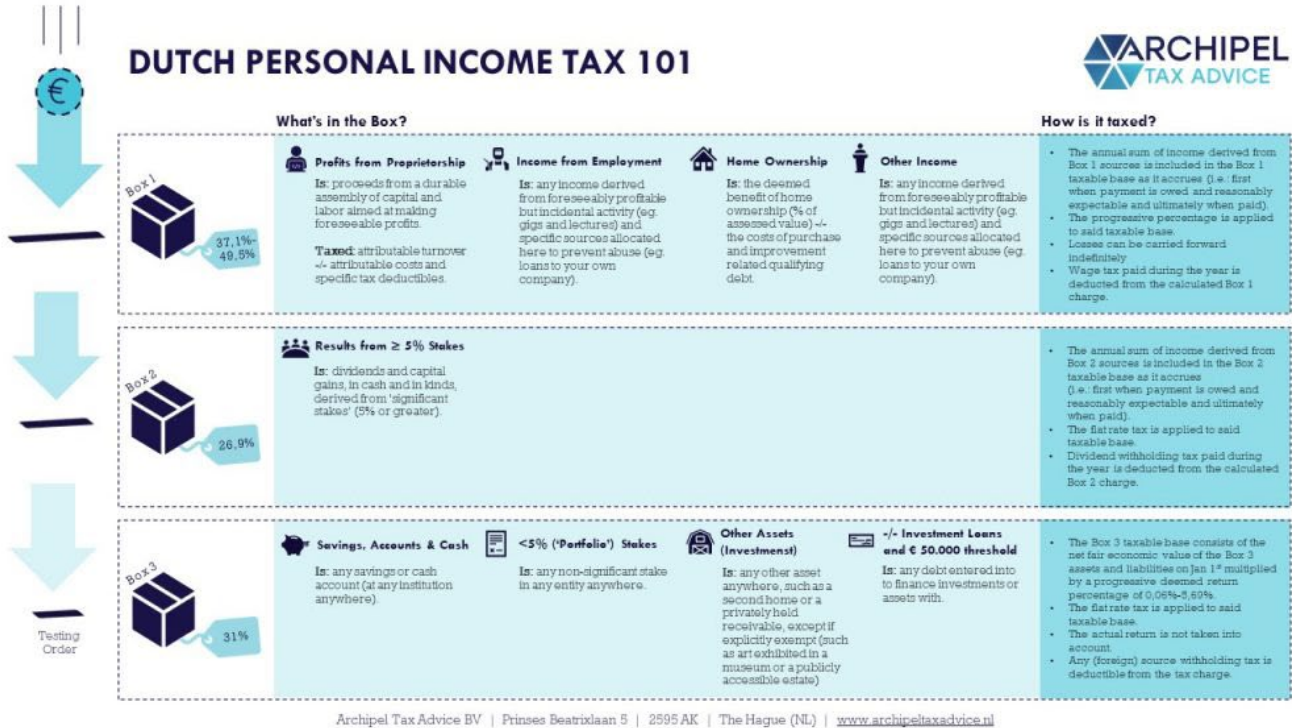 DUTCH PERSONAL INCOME TAX 101
ARCHIPEL
TAX ADVICE
€
What's in the Box?
How is it taxed?
Box 1
37,1%-
49,5%
Profits from Proprietorship
Is: proceeds from a durable
assembly of capital and
labor aimed at making
foreseeable profits.
Taxed: attributable turnover
-/- attributable costs and
specific tax deductibles.
Income from Employment
Is: any income derived
from foreseeably profitable
but incidental activity (eg.
gigs and lectures) and
specific sources allocated
here to prevent abuse (eg.
loans to your own
company).
Home Ownership
Is: the deemed
benefit of home
ownership (% of
assessed value) -/-
the costs of purchase
and improvement
related qualifying
debt.
Other Income
Is: any income derived
from foreseeably profitable
but incidental activity (eg.
gigs and lectures) and
specific sources allocated
here to prevent abuse (eg.
loans to your own
company).
• The annual sum of income derived from
Box 1 sources is included in the Box 1
taxable base as it accrues (i.e.: first
when payment is owed and reasonably
expectable and ultimately when paid).
• The progressive percentage is applied
to said taxable base.
• Losses can be carried forward
indefinitely
• Wage tax paid during the year is
deducted from the calculated Box 1
charge.
Box 2
26,9%
Results from ≥ 5% Stakes
Is: dividends and capital
gains, in cash and in kinds,
derived from 'significant
stakes' (5% or greater).
• The annual sum of income derived from
Box 2 sources is included in the Box 2
taxable base as it accrues
(i.e.: first when payment is owed and
reasonably expectable and ultimately
when paid).
• The flat rate tax is applied to said
taxable base.
• Dividend withholding tax paid during
the year is deducted from the calculated
Box 2 charge.
Box 3
31%
Savings, Accounts & Cash
Is: any savings or cash
account (at any institution
anywhere).
<5% ('Portfolio') Stakes
Is: any non-significant stake
in any entity anywhere.
Other Assets
(Investmenst)
Is: any other asset
anywhere, such as a
second home or a
privately held
receivable, except if
explicitly exempt (such
as art exhibited in a
museum or a publicly
accessible estate)
-/- Investment Loans
and € 50.000 threshold
Is: any debt entered into
to finance investments or
assets with.
• The Box 3 taxable base consists of the
net fair economic value of the Box 3
assets and liabilities on Jan 1st multiplied
by a progressive deemed return
percentage of 0,06%-5,69%.
• The flat rate tax is applied to said
taxable base.
• The actual return is not taken into
account.
• Any (foreign) source withholding tax is
deductible from the tax charge.
Testing
Order
Archipel Tax Advice BV | Prinses Beatrixlaan 5 | 2595 AK | The Hague (NL) | www.archipeltaxadvice.nl